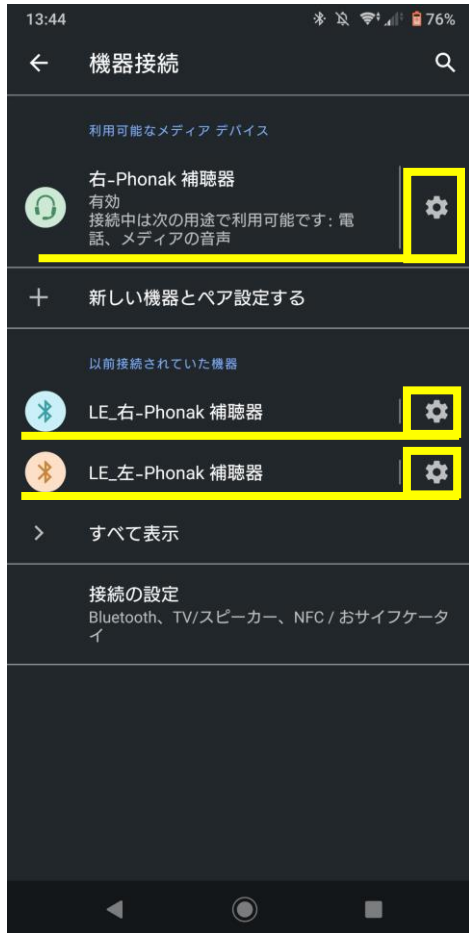 13:44 76%
機器接続
利用可能なメディア デバイス
右-Phonak 補聴器
有効
接続中は次の用途で利用可能です: 電
話、メディアの音声
新しい機器とペア設定する
以前接続されていた機器
LE_右-Phonak 補聴器
LE_左-Phonak 補聴器
すべて表示
接続の設定
Bluetooth、TV/スピーカー、NFC / おサイフケータ
イ